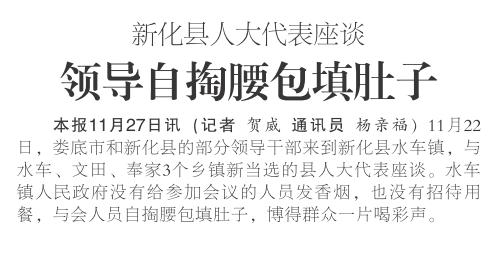 新化县人大代表座谈
领导自掏腰包填肚子
本报11月27日讯（记者 贺威 通讯员 杨亲福）11月22
日，娄底市和新化县的部分领导干部来到新化县水车镇，与
水车、文田、奉家3个乡镇新当选的县人大代表座谈。水车
镇人民政府没有给参加会议的人员发香烟，也没有招待用
餐，与会人员自掏腰包填肚子，博得群众一片喝彩声。